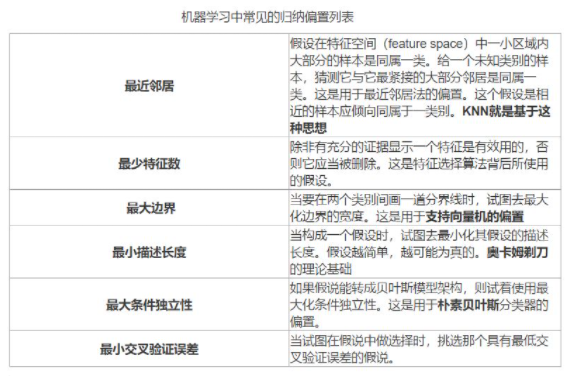 机器学习中常见的归纳偏置列表
最近邻居
假设在特征空间（feature space）中一小区域内
大部分的样本是同属一类。给一个未知类别的样
本，猜测它与它最紧接的大部分邻居是同属一
类。这是用于最近邻居法的偏置。这个假设是相
近的样本应倾向同属于一类别。KNN就是基于这
种思想
最少特征数
除非有充分的证据显示一个特征是有效用的，否
则它应当被删除。这是特征选择算法背后所使用
的假设。
最大边界
当要在两个类别间画一道分界线时，试图去最大
化边界的宽度。这是用于支持向量机的偏置
最小描述长度
当构成一个假设时，试图去最小化其假设的描述
长度。假设越简单，越可能为真的。奥卡姆剃刀
的理论基础
最大条件独立性
如果假说能转成贝叶斯模型架构，则试着使用最
大化条件独立性。这是用于朴素贝叶斯分类器的
偏置。
最小交叉验证误差
当试图在假说中做选择时，挑选那个具有最低交
叉验证误差的假说。